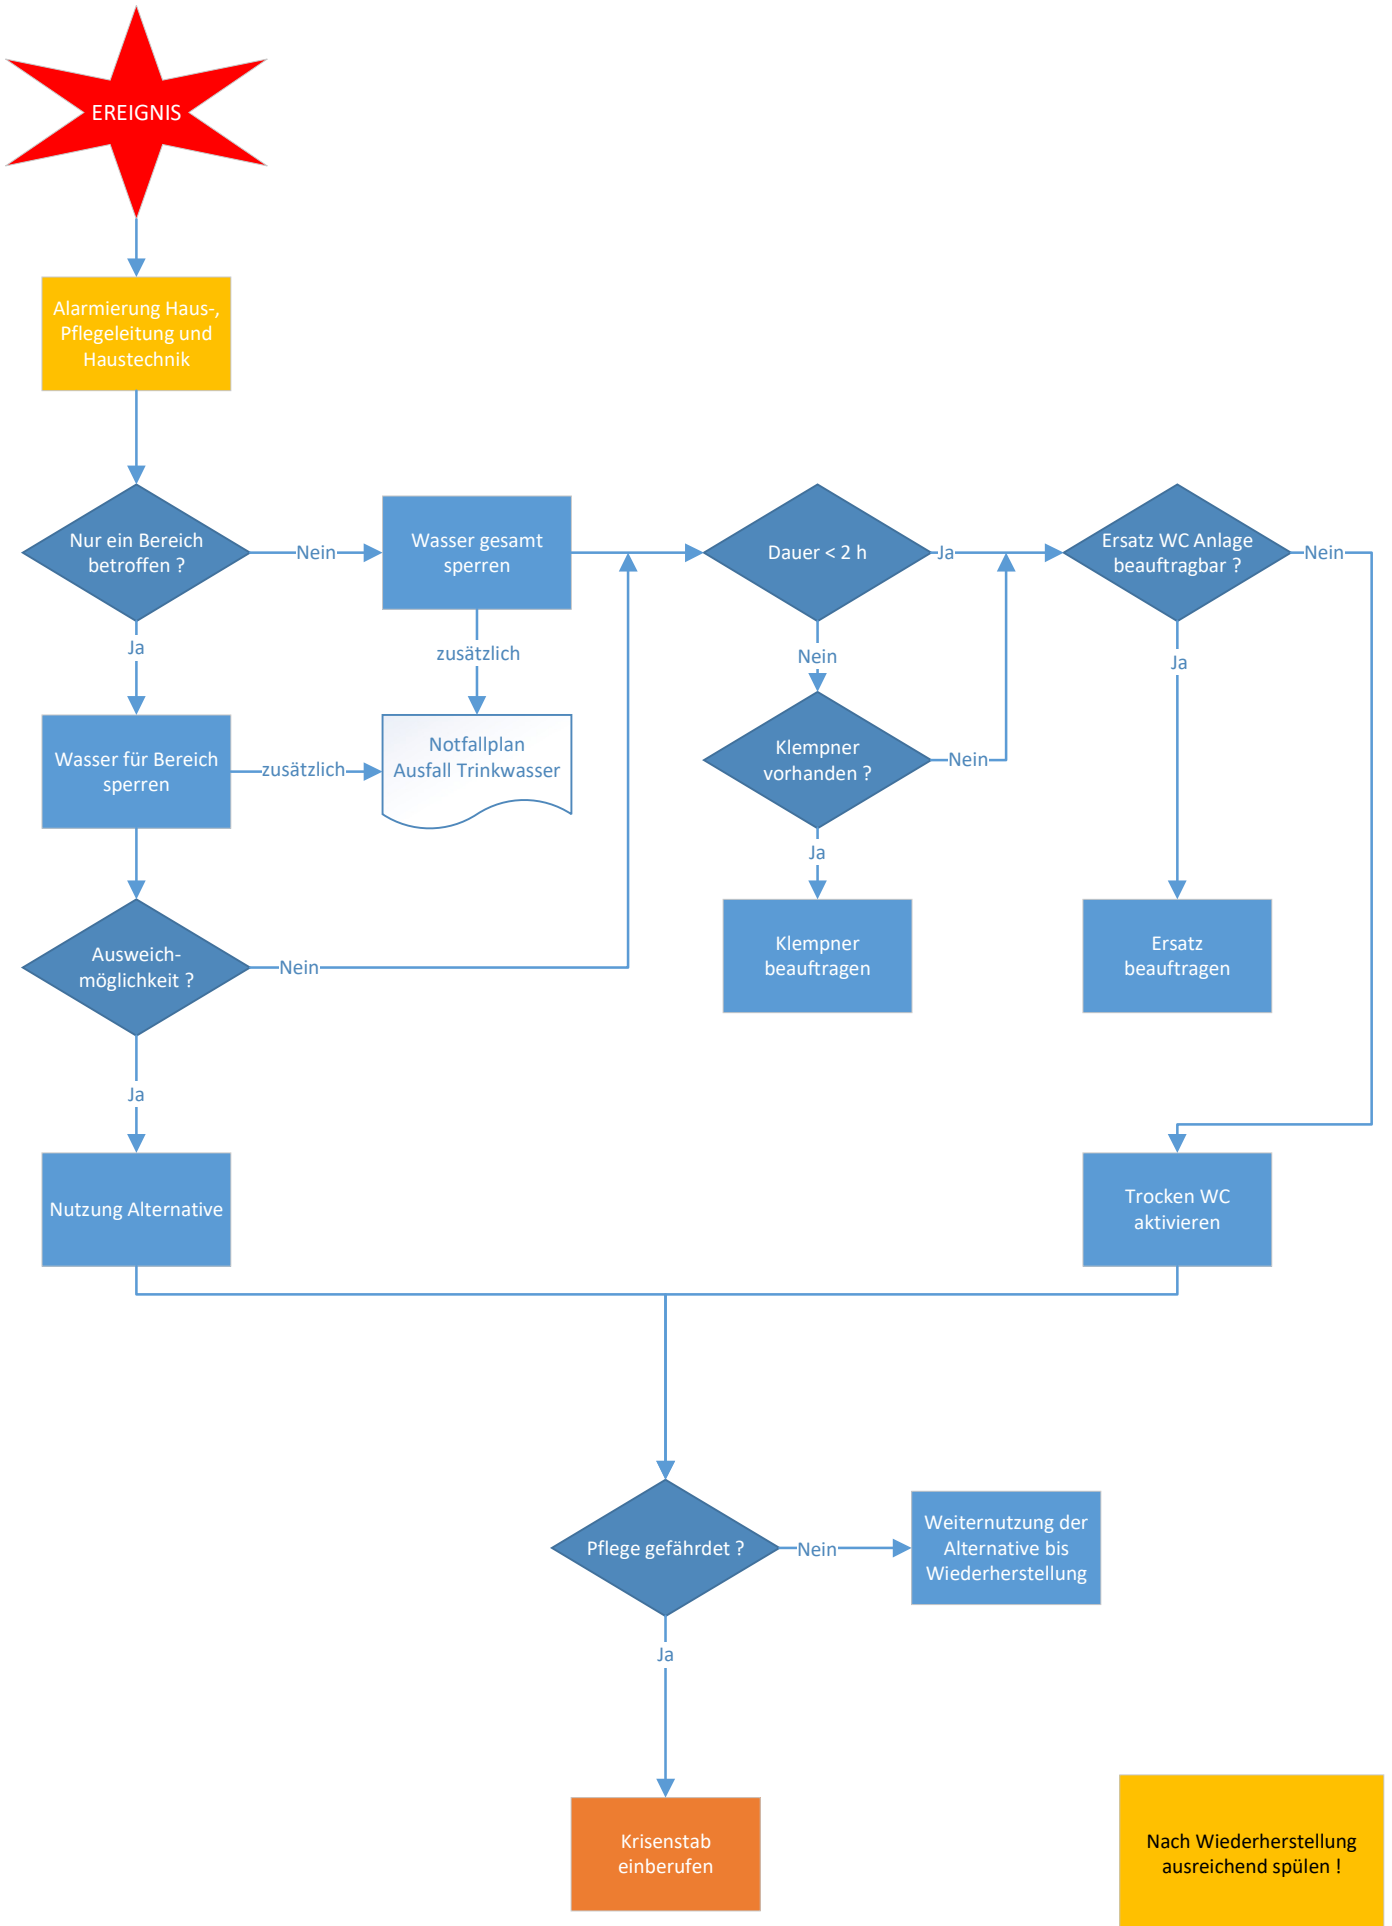 EREIGNIS
Alarmierung Haus-,
Pflegeleitung und
Haustechnik
Nur ein Bereich
betroffen ?
Nein
Wasser gesamt
sperren
Dauer < 2 h
Ja
Ersatz WC Anlage
beauftragbar ?
Nein
Ja
zusätzlich
Nein
Ja
Wasser für Bereich
sperren
zusätzlich
Notfallplan
Ausfall Trinkwasser
Klempner
vorhanden ?
Nein
Ja
Ausweich-
möglichkeit ?
Nein
Klempner
beauftragen
Ersatz
beauftragen
Ja
Nutzung Alternative
Trocken WC
aktivieren
Pflege gefährdet ?
Nein
Weiternutzung der
Alternative bis
Wiederherstellung
Ja
Krisenstab
einberufen
Nach Wiederherstellung
ausreichend spülen !